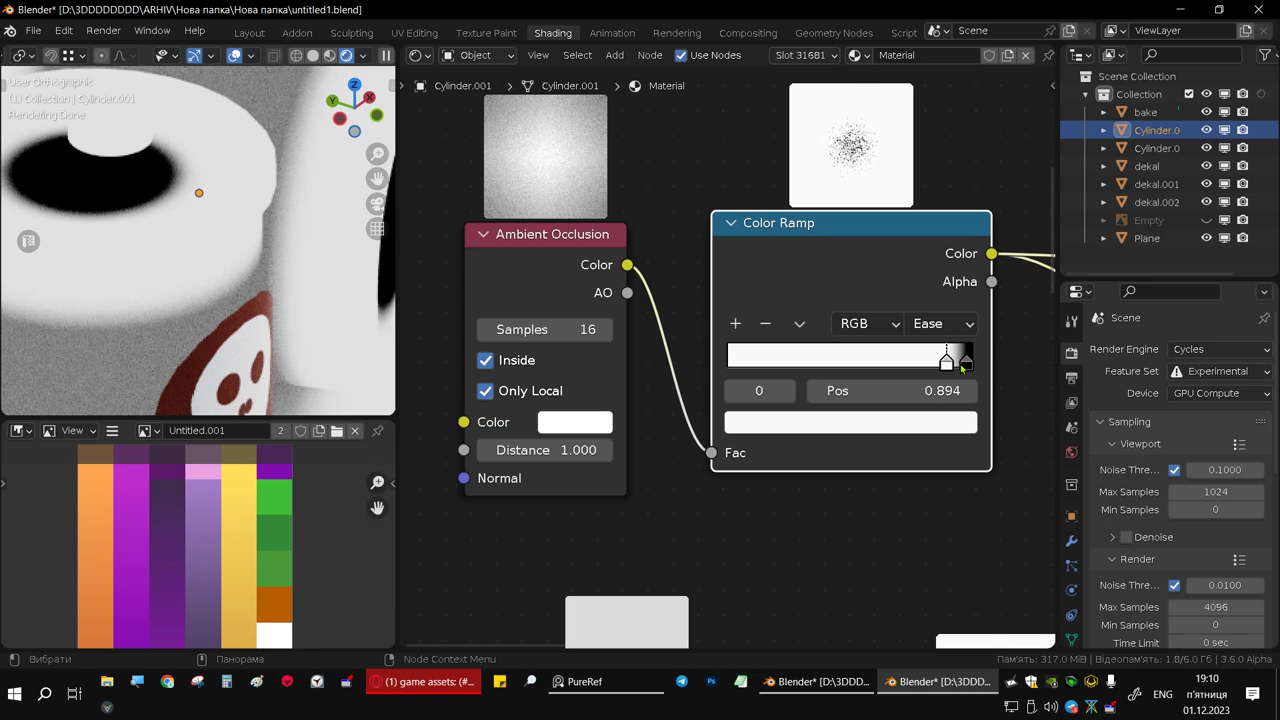 Blender* [D:\3DDDDDDDD\ARHIV\Нова папка\Нова папка\untitled1.blend]
File Edit Render Window Help Layout Addon Sculpting UV Editing Texture Paint Shading Animation Rendering Compositing Geometry Nodes Script Scene ViewLayer
Object View Select Add Node Use Nodes Slot 31681 Material
User Orthographic
(1) Collection | Cylinder.001
Rendering Done
Z
Y
X
Cylinder.001 Cylinder.001 Material
Ambient Occlusion
Color
AO
Samples 16
Inside
Only Local
Color
Distance 1.000
Normal
Color Ramp
Color
Alpha
RGB Ease
0 Pos 0.894
Fac
Scene Collection
Collection
bake
Cylinder.0
Cylinder.0
dekal
dekal.001
dekal.002
Empty
Plane
Scene
Render Engine Cycles
Feature Set Experimental
Device GPU Compute
Sampling
Viewport
Noise Thre... 0.1000
Max Samples 1024
Min Samples 0
Denoise
Render
Noise Thre... 0.0100
Max Samples 4096
Min Samples 0
Time Limit 0 sec
View Untitled.001 2
Вибрати Панорама Node Context Menu Пам'ять: 317.0 MiB | Відеопам'ять: 1.8/6.0 Гі | 3.6.0 Alpha
(1) game assets: (#... PureRef Blender* [D:\3DDD... Blender* [D:\3DDD... ENG
19:10
п'ятниця
01.12.2023